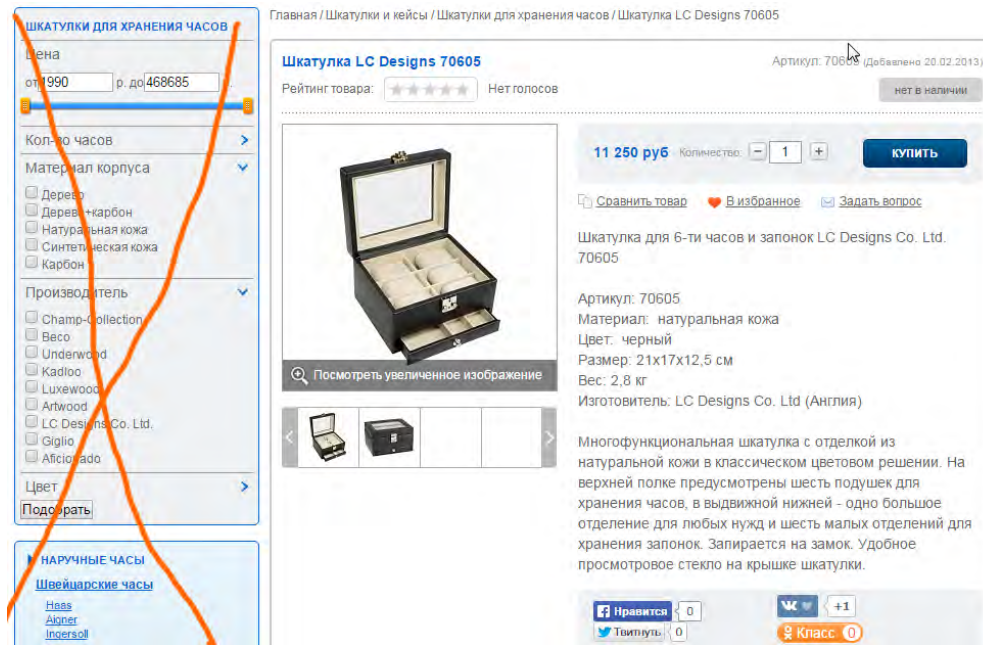 Главная / Шкатулки и кейсы / Шкатулки для хранения часов / Шкатулка LC Designs 70605
ШКАТУЛКИ ДЛЯ ХРАНЕНИЯ ЧАСОВ
Цена
от 1990 р. до 468685 р.
Кол-во часов
Материал корпуса
Дерево
Дерево+карбон
Натуральная кожа
Синтетическая кожа
Карбон
Производитель
Champ-Collection
Beco
Underwood
Kadloo
Luxewood
Artwood
LC Designs Co. Ltd.
Giglio
Aficionado
Цвет
Подобрать
НАРУЧНЫЕ ЧАСЫ
Швейцарские часы
Haas
Aigner
Ingersoll
Шкатулка LC Designs 70605
Артикул: 70605 (Добавлено 20.02.2013)
Рейтинг товара: Нет голосов
нет в наличии
Посмотреть увеличенное изображение
11 250 руб Количество: − 1 +
КУПИТЬ
Сравнить товар В избранное Задать вопрос
Шкатулка для 6-ти часов и запонок LC Designs Co. Ltd.
70605
Артикул: 70605
Материал: натуральная кожа
Цвет: черный
Размер: 21х17х12,5 см
Вес: 2,8 кг
Изготовитель: LC Designs Co. Ltd (Англия)
Многофункциональная шкатулка с отделкой из
натуральной кожи в классическом цветовом решении. На
верхней полке предусмотрены шесть подушек для
хранения часов, в выдвижной нижней - одно большое
отделение для любых нужд и шесть малых отделений для
хранения запонок. Запирается на замок. Удобное
просмотровое стекло на крышке шкатулки.
Нравится 0
+1
Твитнуть 0
Класс 0